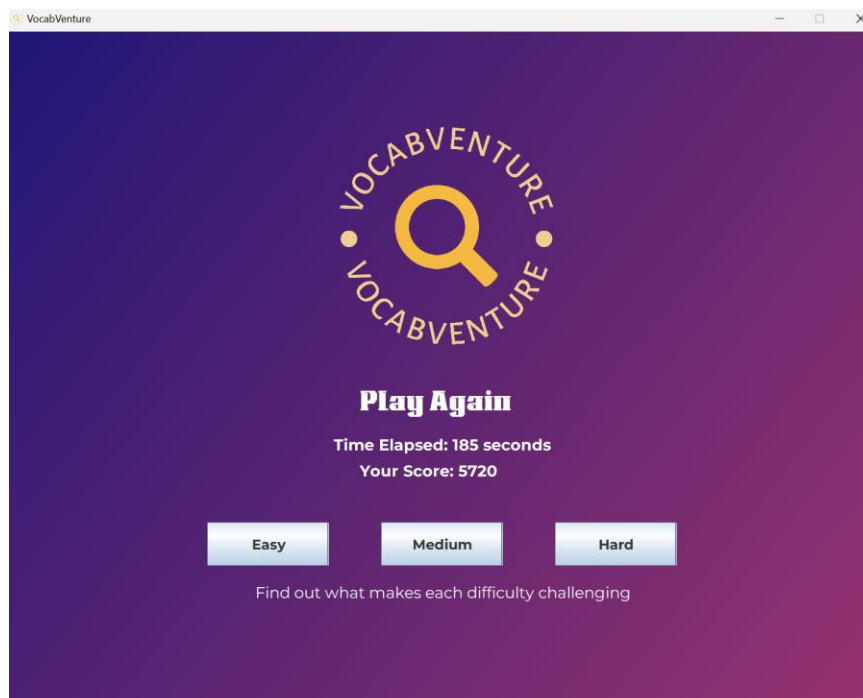 VocabVenture
VOCABVENTURE
VOCABVENTURE
Play Again
Time Elapsed: 185 seconds
Your Score: 5720
Easy Medium Hard
Find out what makes each difficulty challenging